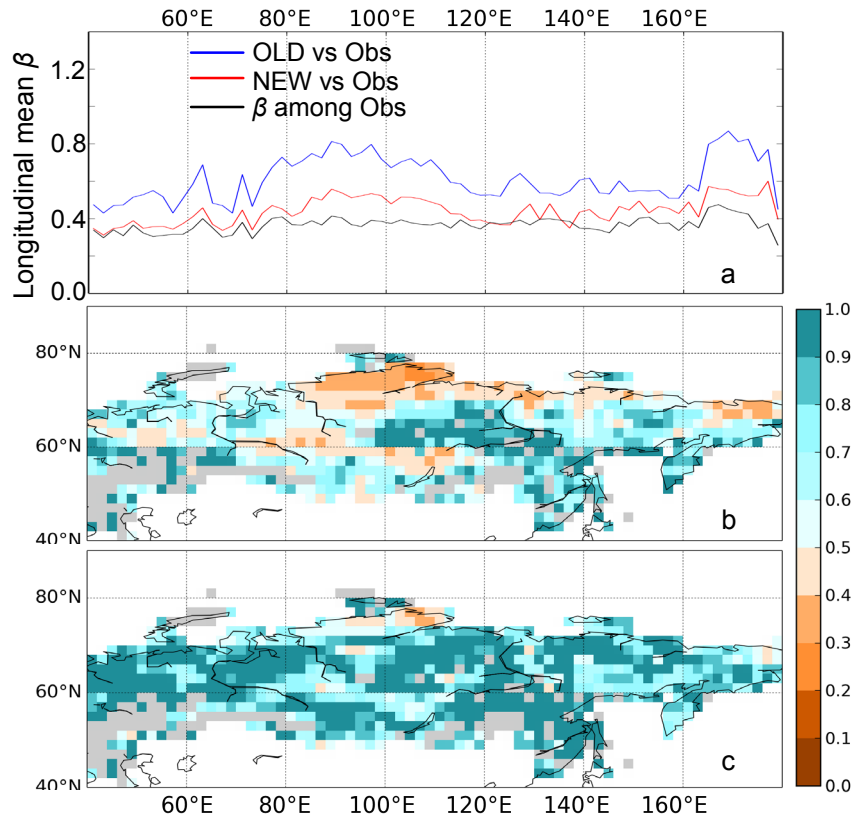 60°E 80°E 100°E 120°E 140°E 160°E
Longitudinal mean β
1.2
0.8
0.4
0.0
OLD vs Obs
NEW vs Obs
β among Obs
a
80°N
60°N
40°N
b
80°N
60°N
40°N
c
60°E 80°E 100°E 120°E 140°E 160°E
1.0
0.9
0.8
0.7
0.6
0.5
0.4
0.3
0.2
0.1
0.0